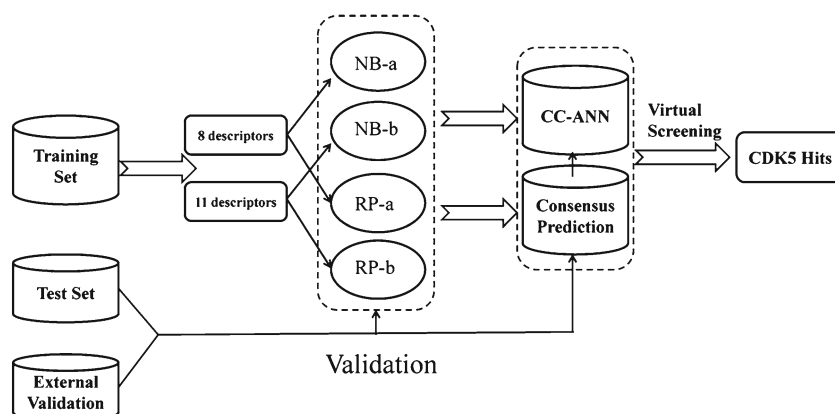 Training
Set
8 descriptors
11 descriptors
NB-a
NB-b
RP-a
RP-b
CC-ANN
Consensus
Prediction
Virtual
Screening
CDK5 Hits
Test Set
External
Validation
Validation